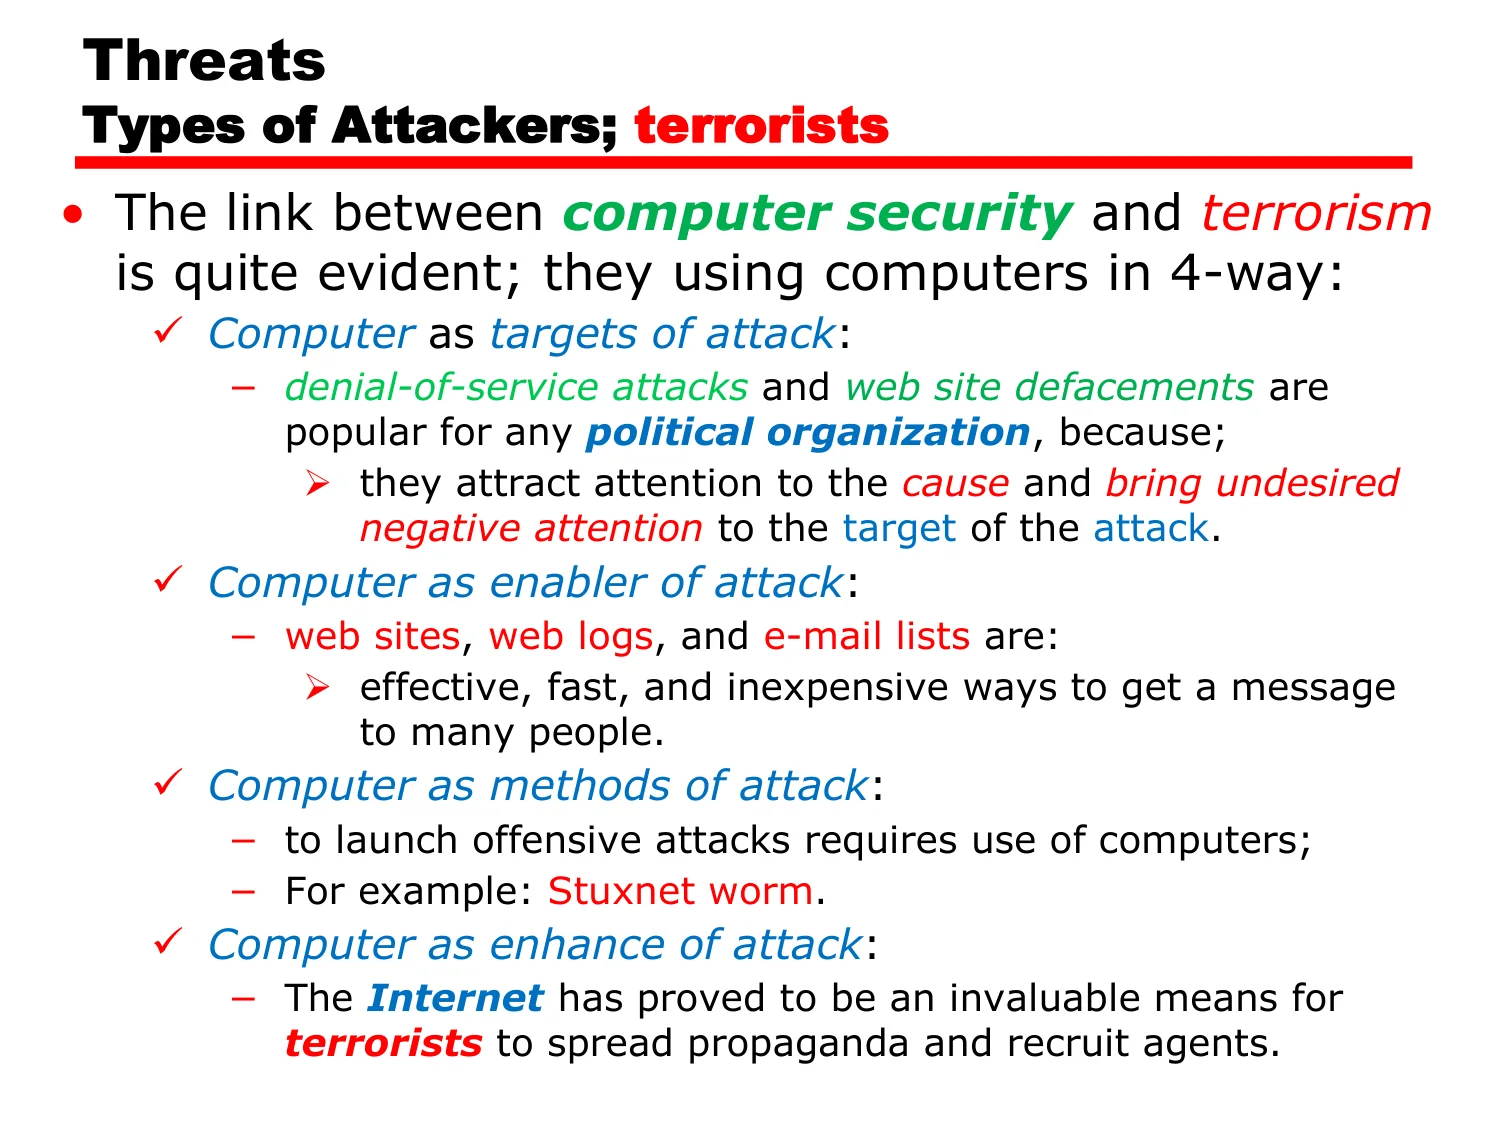 Threats
Types of Attackers; terrorists
• The link between computer security and terrorism
is quite evident; they using computers in 4-way:
✓ Computer as targets of attack:
– denial-of-service attacks and web site defacements are
popular for any political organization, because;
➢ they attract attention to the cause and bring undesired
negative attention to the target of the attack.
✓ Computer as enabler of attack:
– web sites, web logs, and e-mail lists are:
➢ effective, fast, and inexpensive ways to get a message
to many people.
✓ Computer as methods of attack:
– to launch offensive attacks requires use of computers;
– For example: Stuxnet worm.
✓ Computer as enhance of attack:
– The Internet has proved to be an invaluable means for
terrorists to spread propaganda and recruit agents.